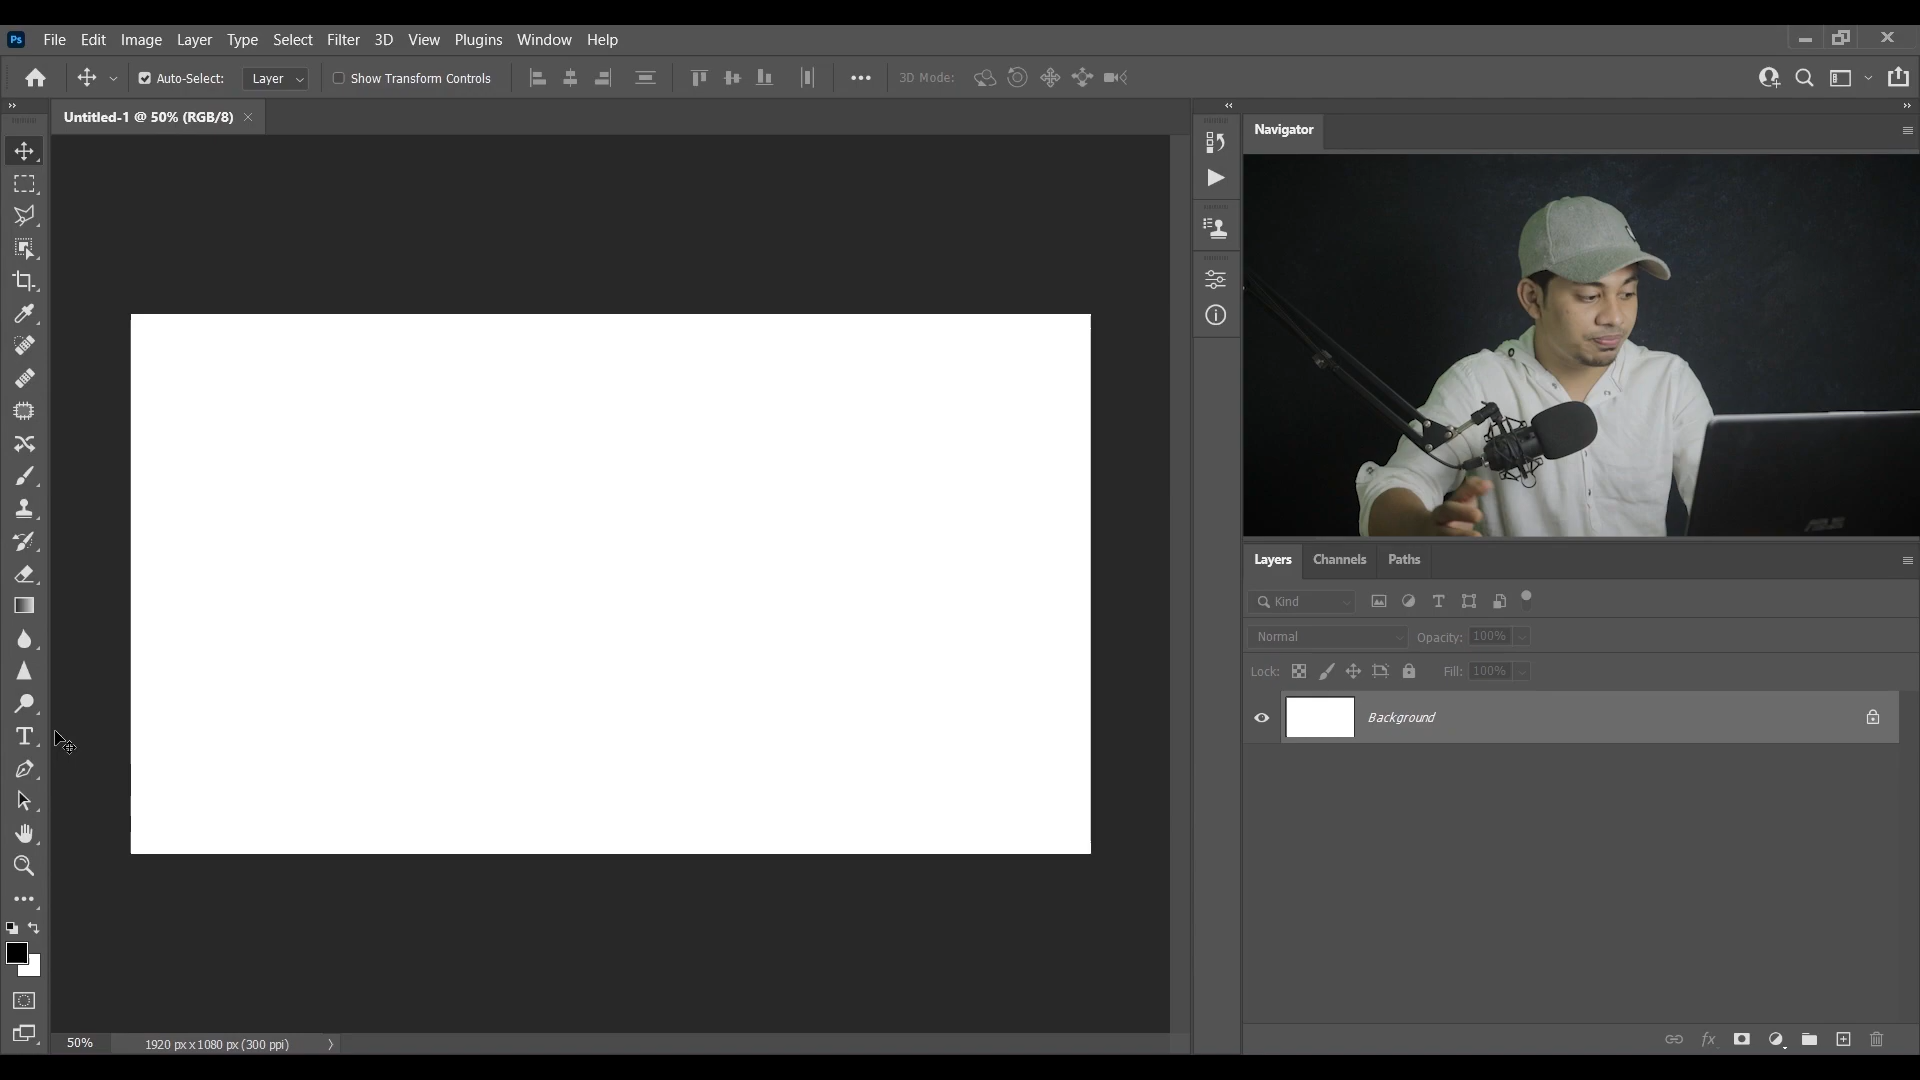 Ps File Edit Image Layer Type Select Filter 3D View Plugins Window Help
Auto-Select: Layer Show Transform Controls 3D Mode:
Untitled-1 @ 50% (RGB/8)
Navigator
ASUS
Layers Channels Paths
Kind
Normal Opacity: 100%
Lock: Fill: 100%
Background
50% 1920 px x 1080 px (300 ppi)